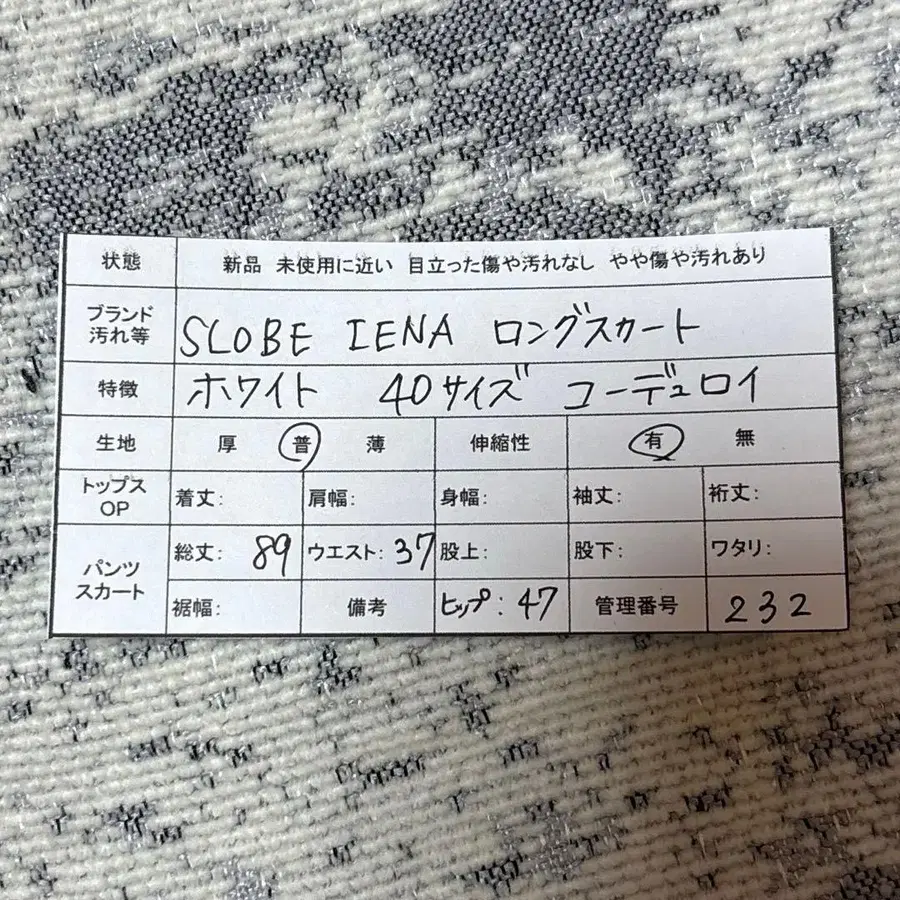 状態 新品 未使用に近い 目立った傷や汚れなし やや傷や汚れあり
ブランド
汚れ等 SLOBE IENA ロングスカート
特徴 ホワイト 40サイズ コーデュロイ
生地 厚 普 薄 伸縮性 有 無
トップス
OP 着丈: 肩幅: 身幅: 袖丈: 裄丈:
パンツ
スカート 総丈: 89 ウエスト: 37 股上: 股下: ワタリ:
裾幅: 備考 ヒップ: 47 管理番号 232